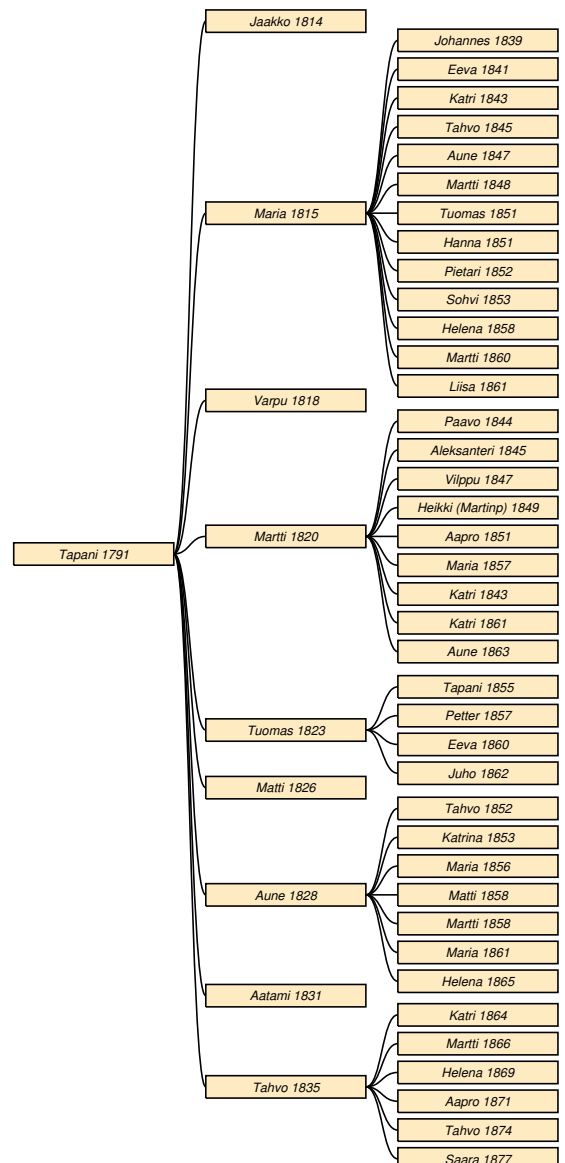 Tapani 1791
Jaakko 1814
Maria 1815
Johannes 1839
Eeva 1841
Katri 1843
Tahvo 1845
Aune 1847
Martti 1848
Tuomas 1851
Hanna 1851
Pietari 1852
Sohvi 1853
Helena 1858
Martti 1860
Liisa 1861
Varpu 1818
Martti 1820
Paavo 1844
Aleksanteri 1845
Vilppu 1847
Heikki (Martinp) 1849
Aapro 1851
Maria 1857
Katri 1843
Katri 1861
Aune 1863
Tuomas 1823
Tapani 1855
Petter 1857
Eeva 1860
Juho 1862
Matti 1826
Aune 1828
Tahvo 1852
Katrina 1853
Maria 1856
Matti 1858
Martti 1858
Maria 1861
Helena 1865
Aatami 1831
Tahvo 1835
Katri 1864
Martti 1866
Helena 1869
Aapro 1871
Tahvo 1874
Saara 1877